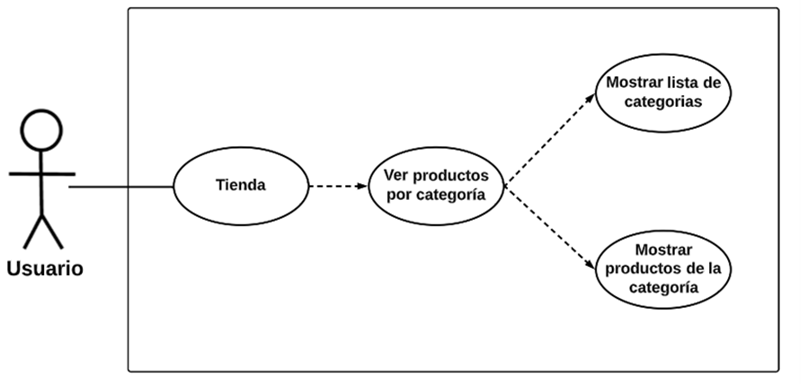 Usuario
Tienda
Ver productos
por categoría
Mostrar lista de
categorias
Mostrar
productos de la
categoría